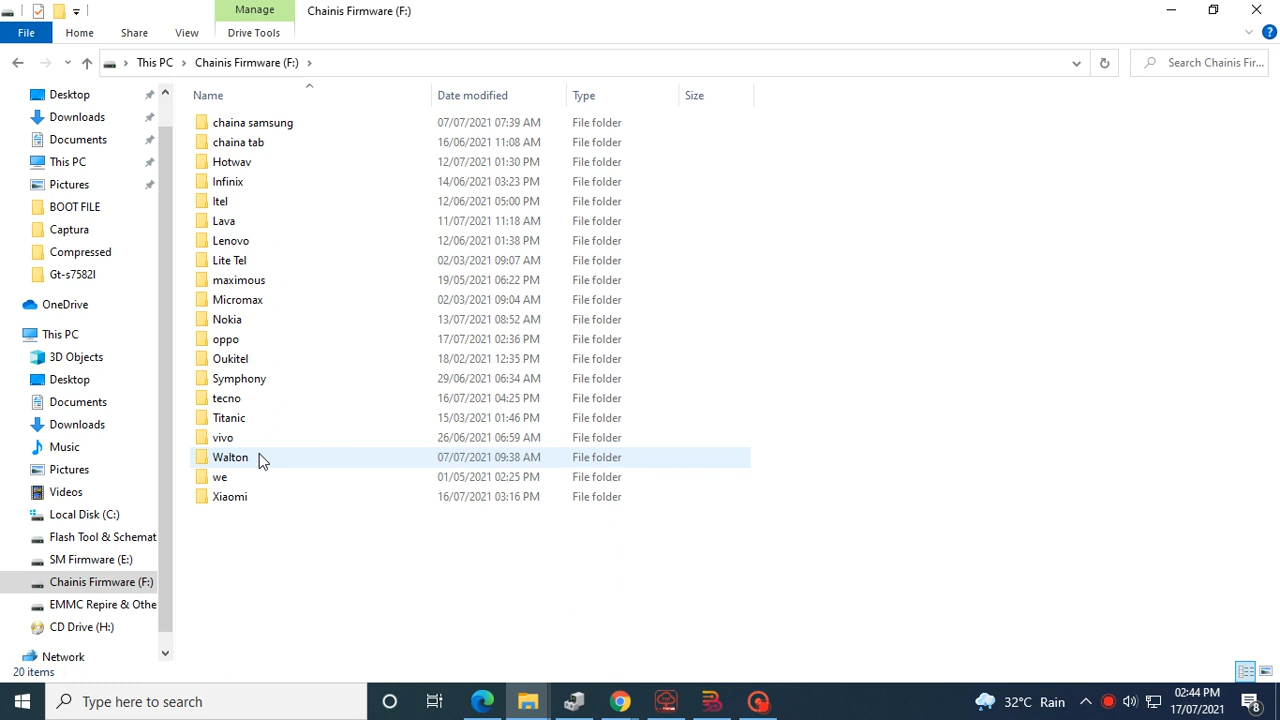 Manage
Chainis Firmware (F:)
File
Home
Share
View
Drive Tools
This PC
Chainis Firmware (F:)
Search Chainis Fir...
Desktop
Downloads
Documents
This PC
Pictures
BOOT FILE
Captura
Compressed
Gt-s7582l
OneDrive
This PC
3D Objects
Desktop
Documents
Downloads
Music
Pictures
Videos
Local Disk (C:)
Flash Tool & Schemat
SM Firmware (E:)
Chainis Firmware (F:)
EMMC Repire & Othe
CD Drive (H:)
Network
Name Date modified Type Size
chaina samsung 07/07/2021 07:39 AM File folder
chaina tab 16/06/2021 11:08 AM File folder
Hotwav 12/07/2021 01:30 PM File folder
Infinix 14/06/2021 03:23 PM File folder
Itel 12/06/2021 05:00 PM File folder
Lava 11/07/2021 11:18 AM File folder
Lenovo 12/06/2021 01:38 PM File folder
Lite Tel 02/03/2021 09:07 AM File folder
maximous 19/05/2021 06:22 PM File folder
Micromax 02/03/2021 09:04 AM File folder
Nokia 13/07/2021 08:52 AM File folder
oppo 17/07/2021 02:36 PM File folder
Oukitel 18/02/2021 12:35 PM File folder
Symphony 29/06/2021 06:34 AM File folder
tecno 16/07/2021 04:25 PM File folder
Titanic 15/03/2021 01:46 PM File folder
vivo 26/06/2021 06:59 AM File folder
Walton 07/07/2021 09:38 AM File folder
we 01/05/2021 02:25 PM File folder
Xiaomi 16/07/2021 03:16 PM File folder
20 items
Type here to search
32°C Rain
02:44 PM
17/07/2021
8